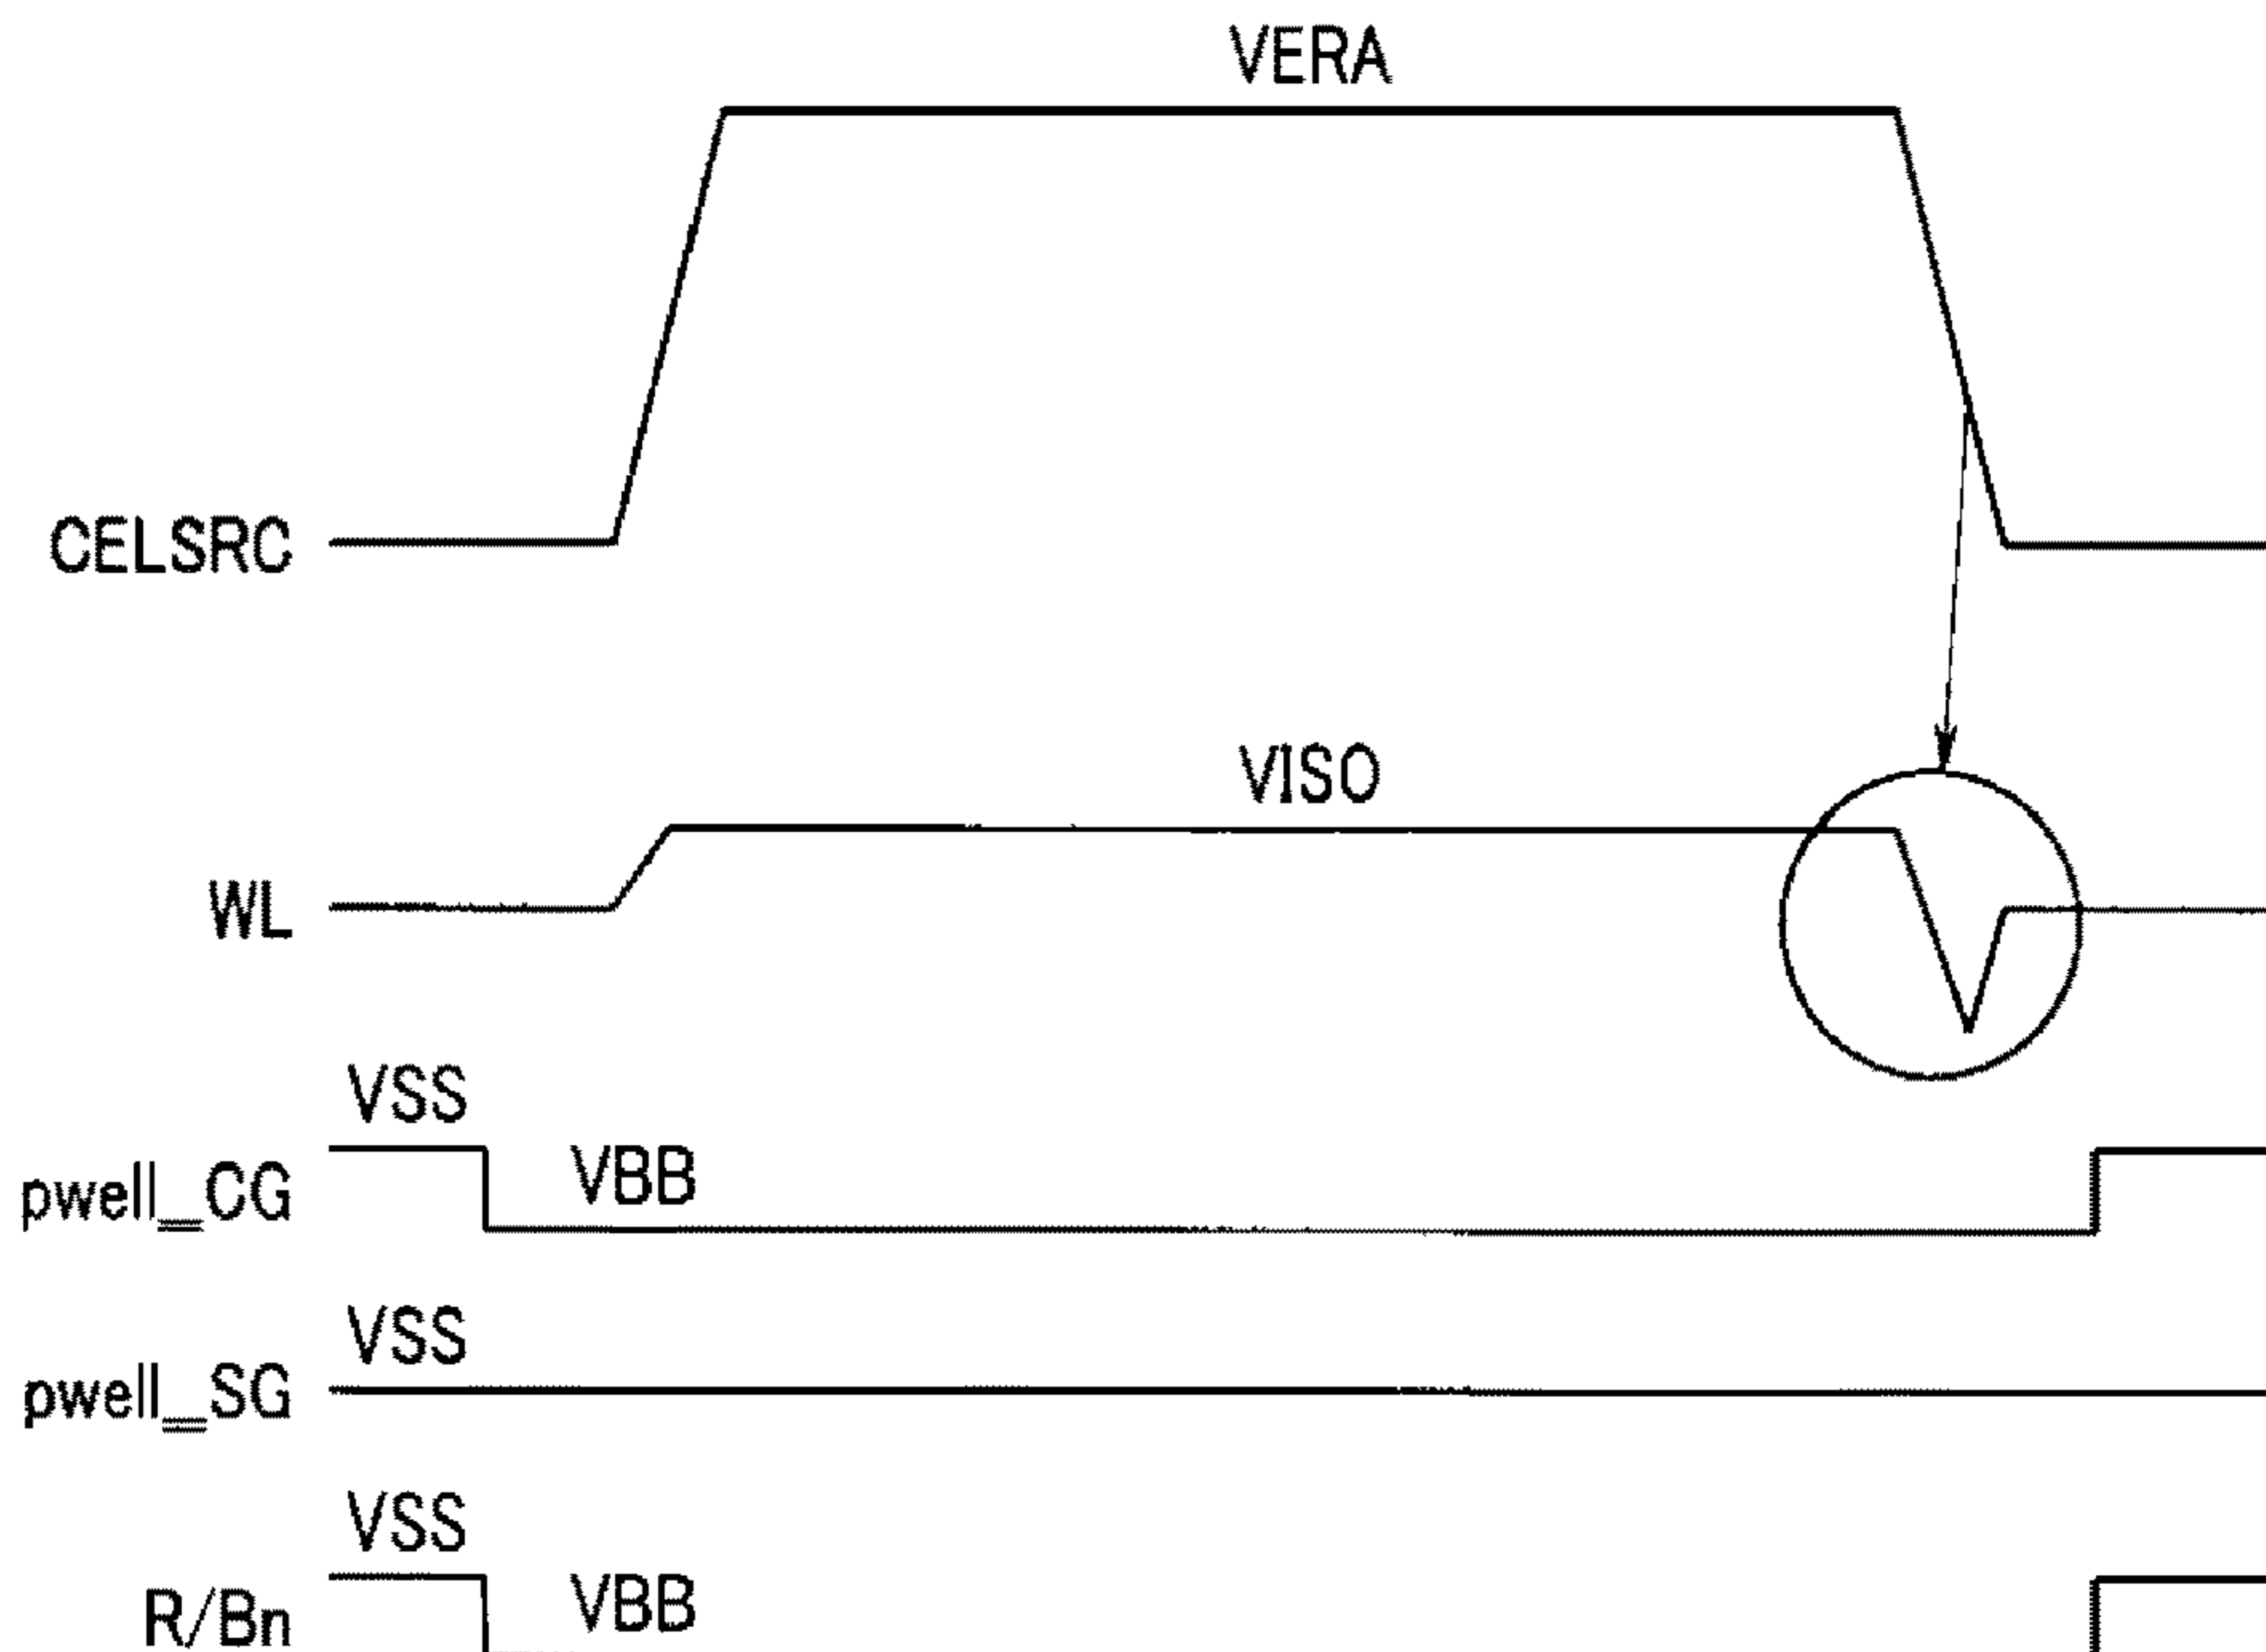 VERA
CELSRC
VISO
WL
VSS
pwell_CG
VBB
VSS
pwell_SG
VSS
R/Bn
VBB